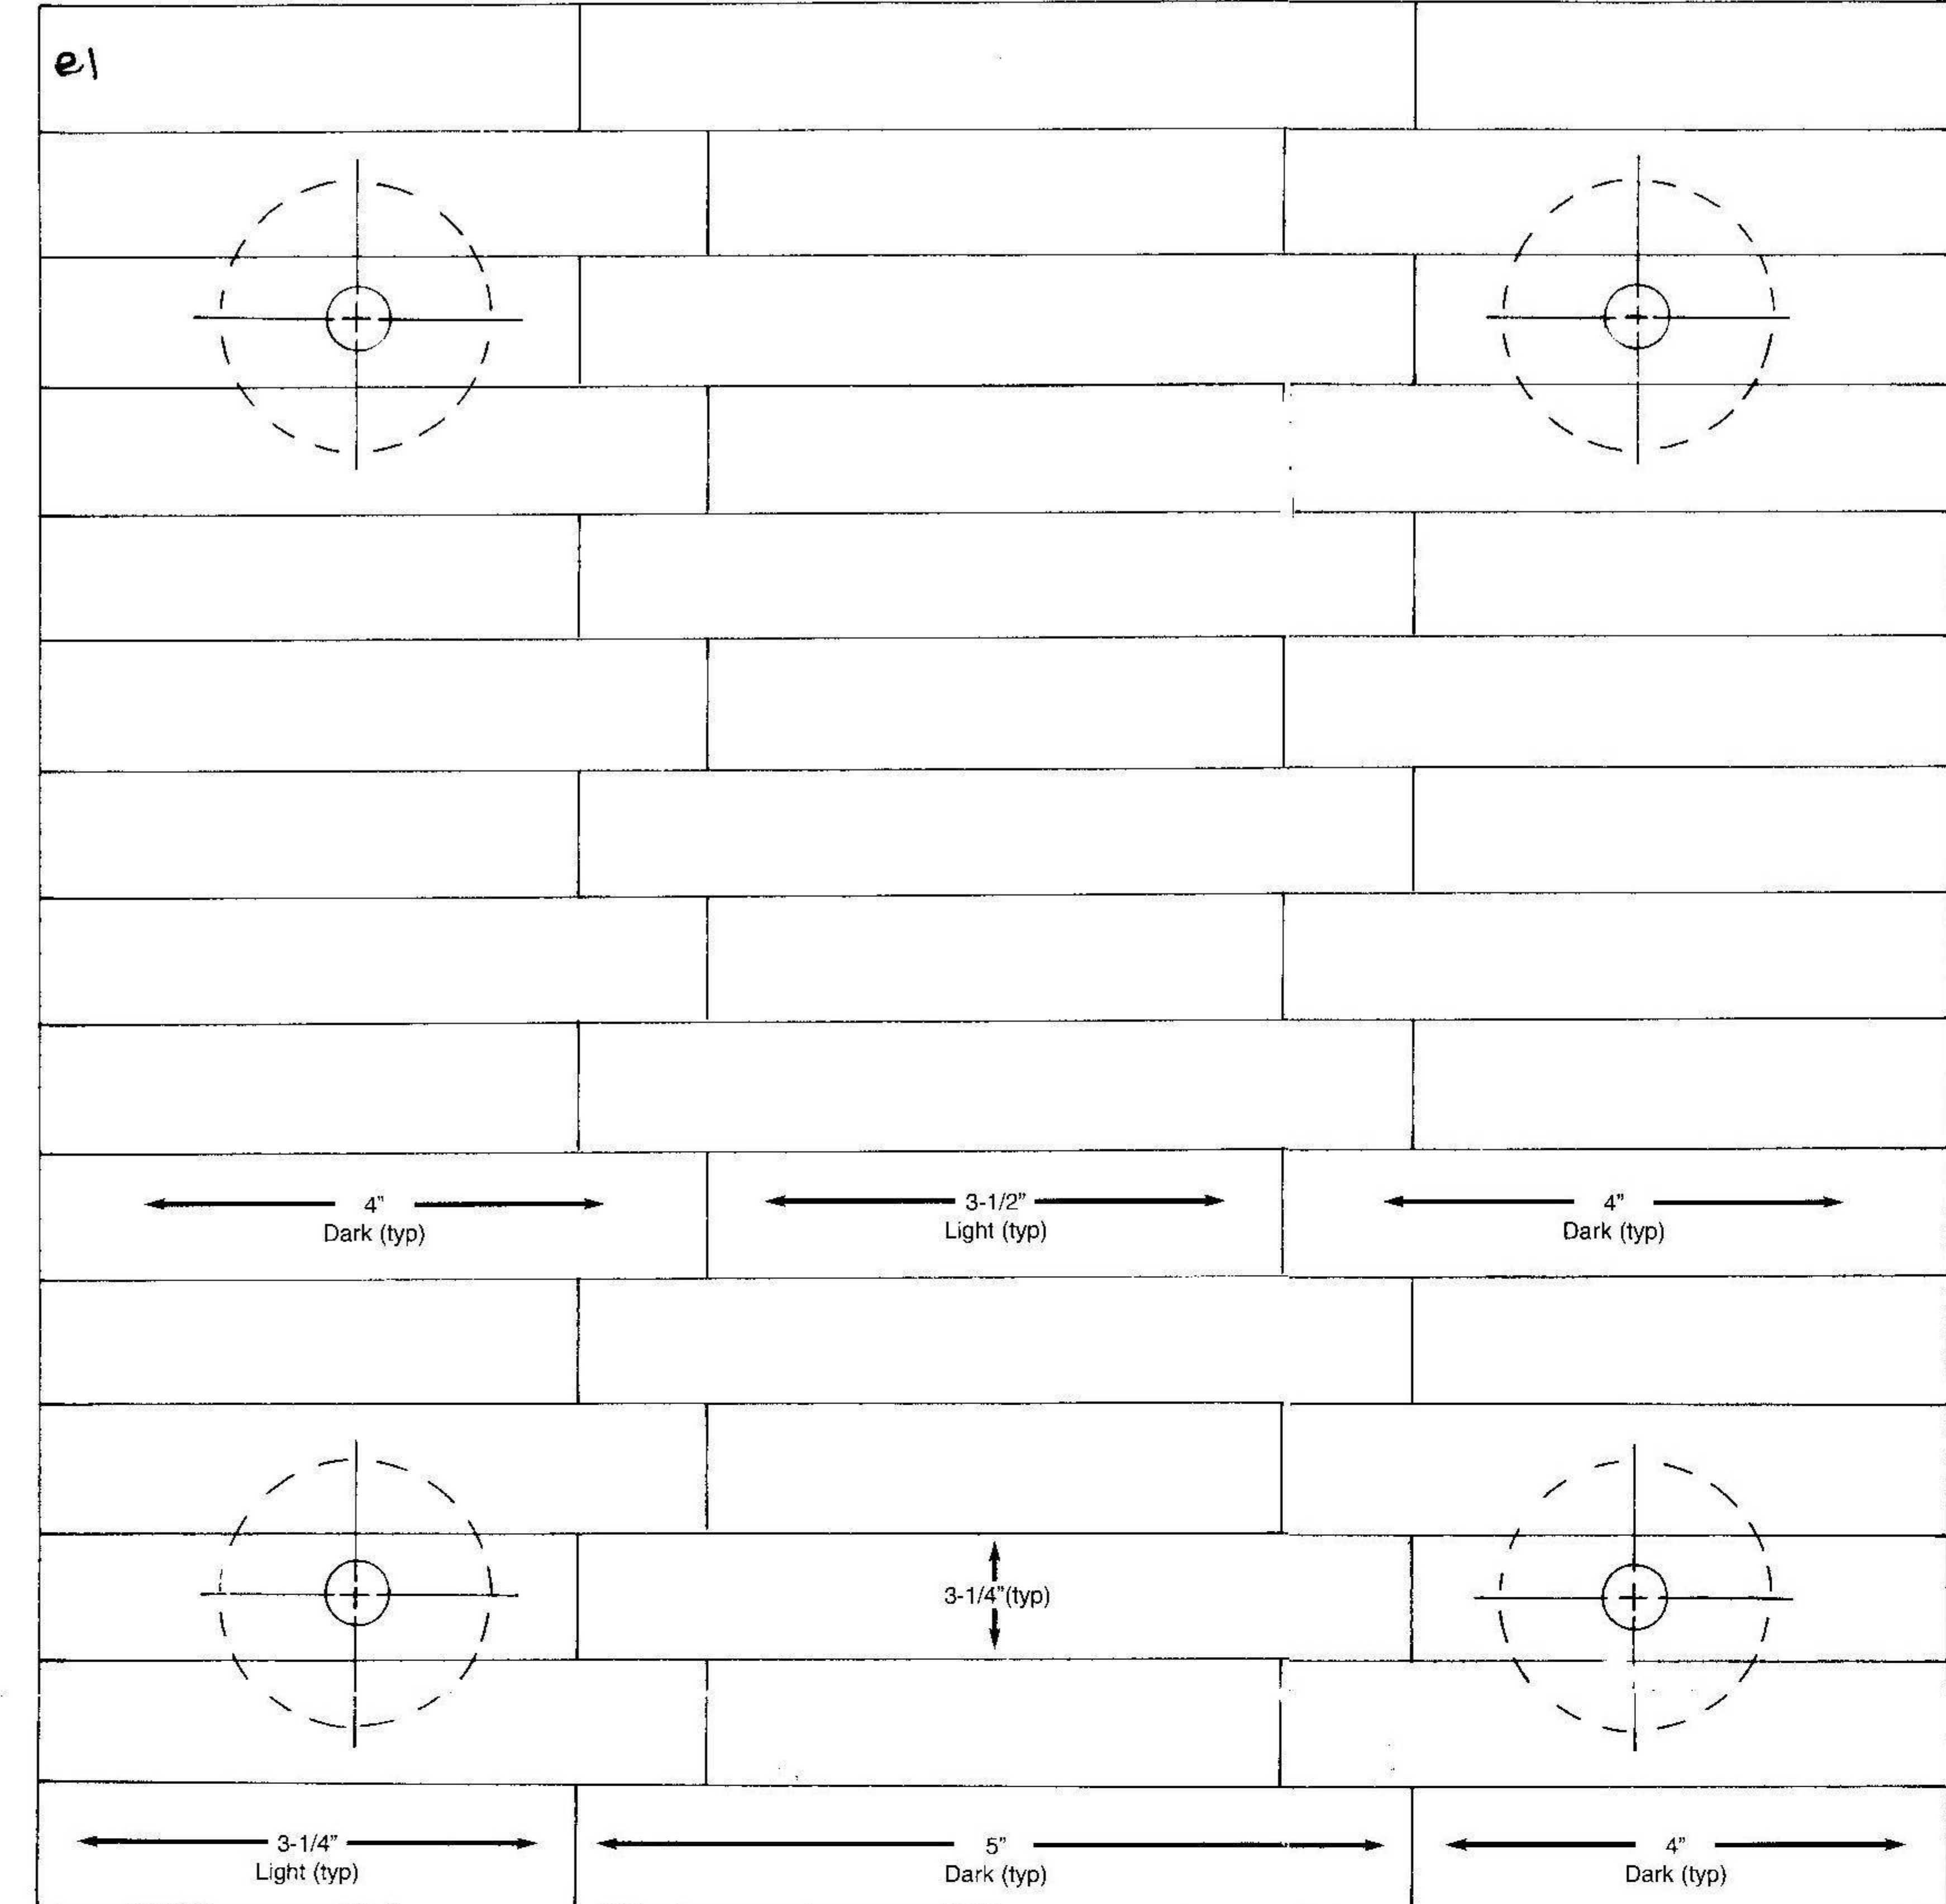 e1
4”
Dark (typ)
3-1/2”
Light (typ)
4”
Dark (typ)
3-1/4”(typ)
3-1/4”
Light (typ)
5”
Dark (typ)
4”
Dark (typ)